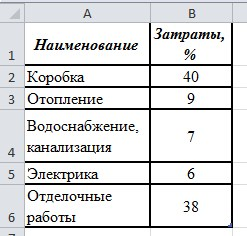 A B
1 Наименование Затраты,
%
2 Коробка 40
3 Отопление 9
Водоснабжение,
4 канализация 7
5 Электрика 6
Отделочные
6 работы 38